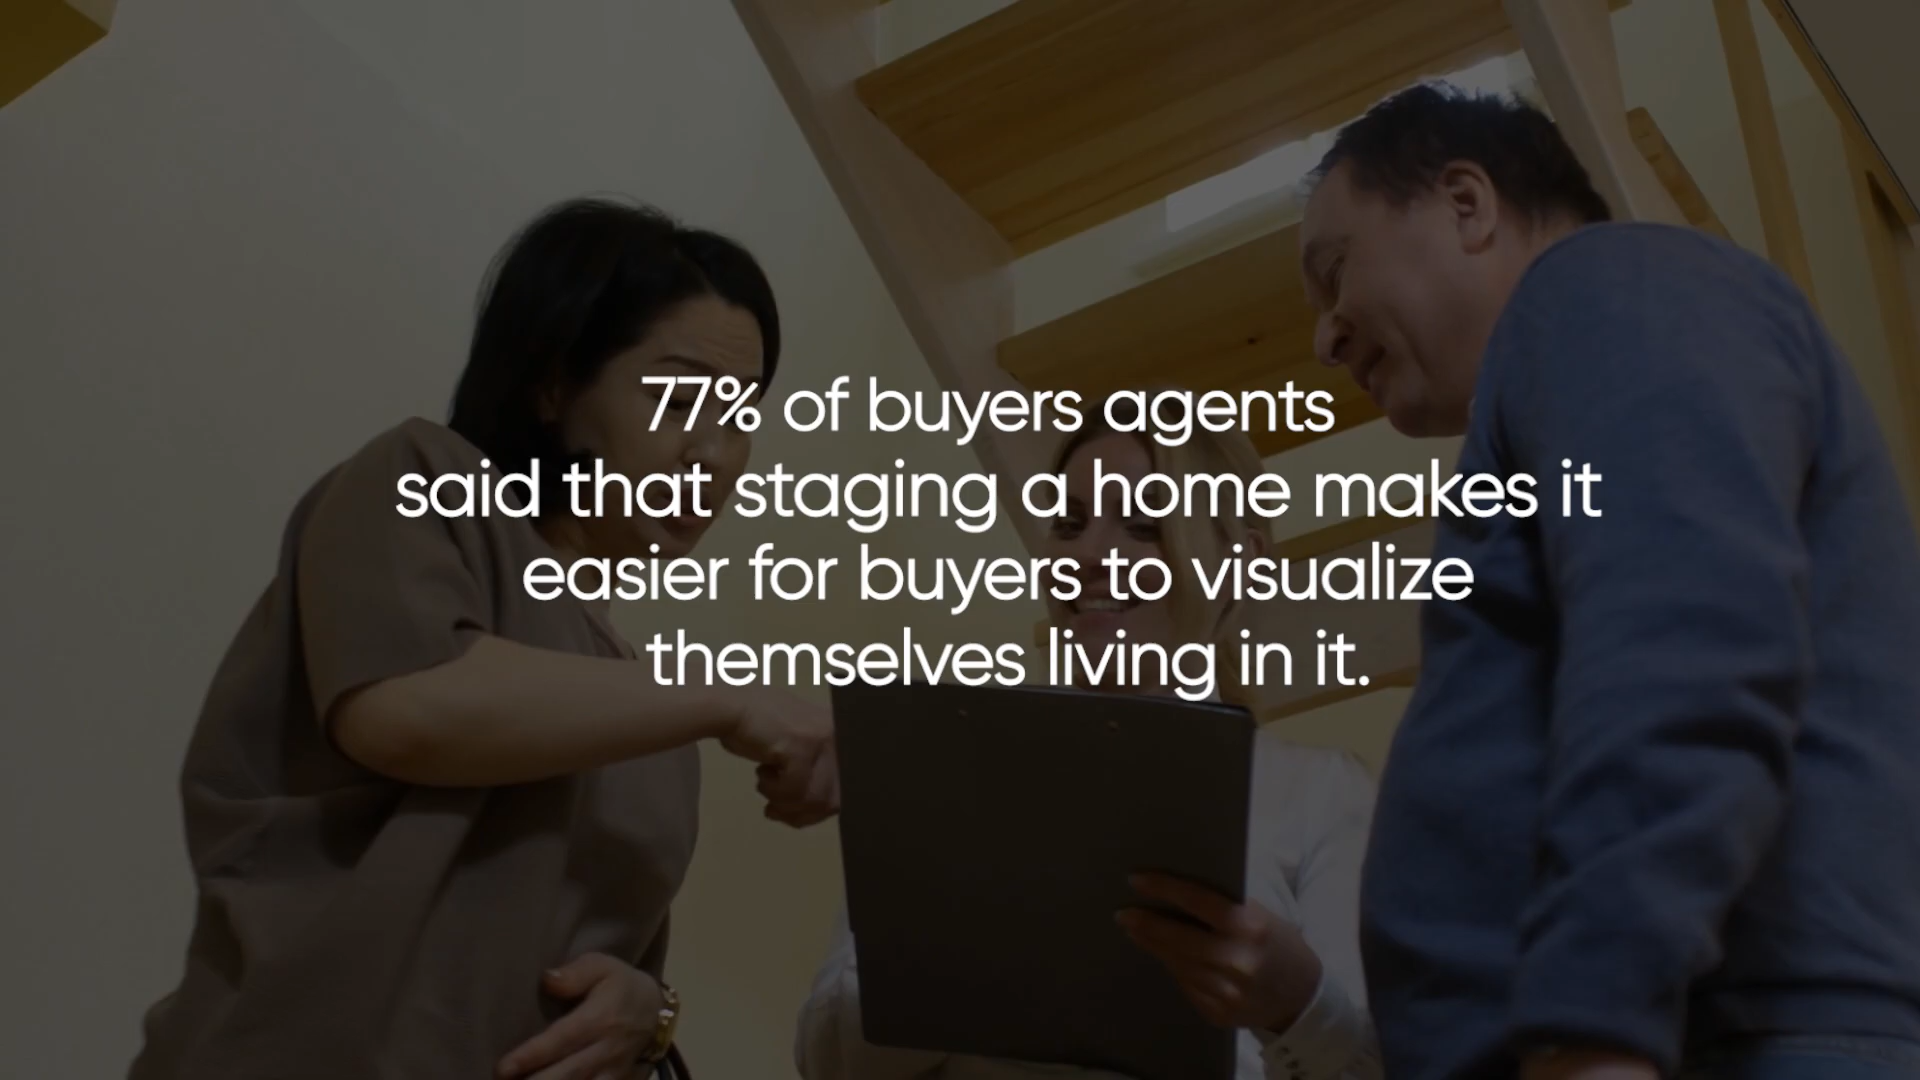 77% of buyers agents
said that staging a home makes it
easier for buyers to visualize
themselves living in it.